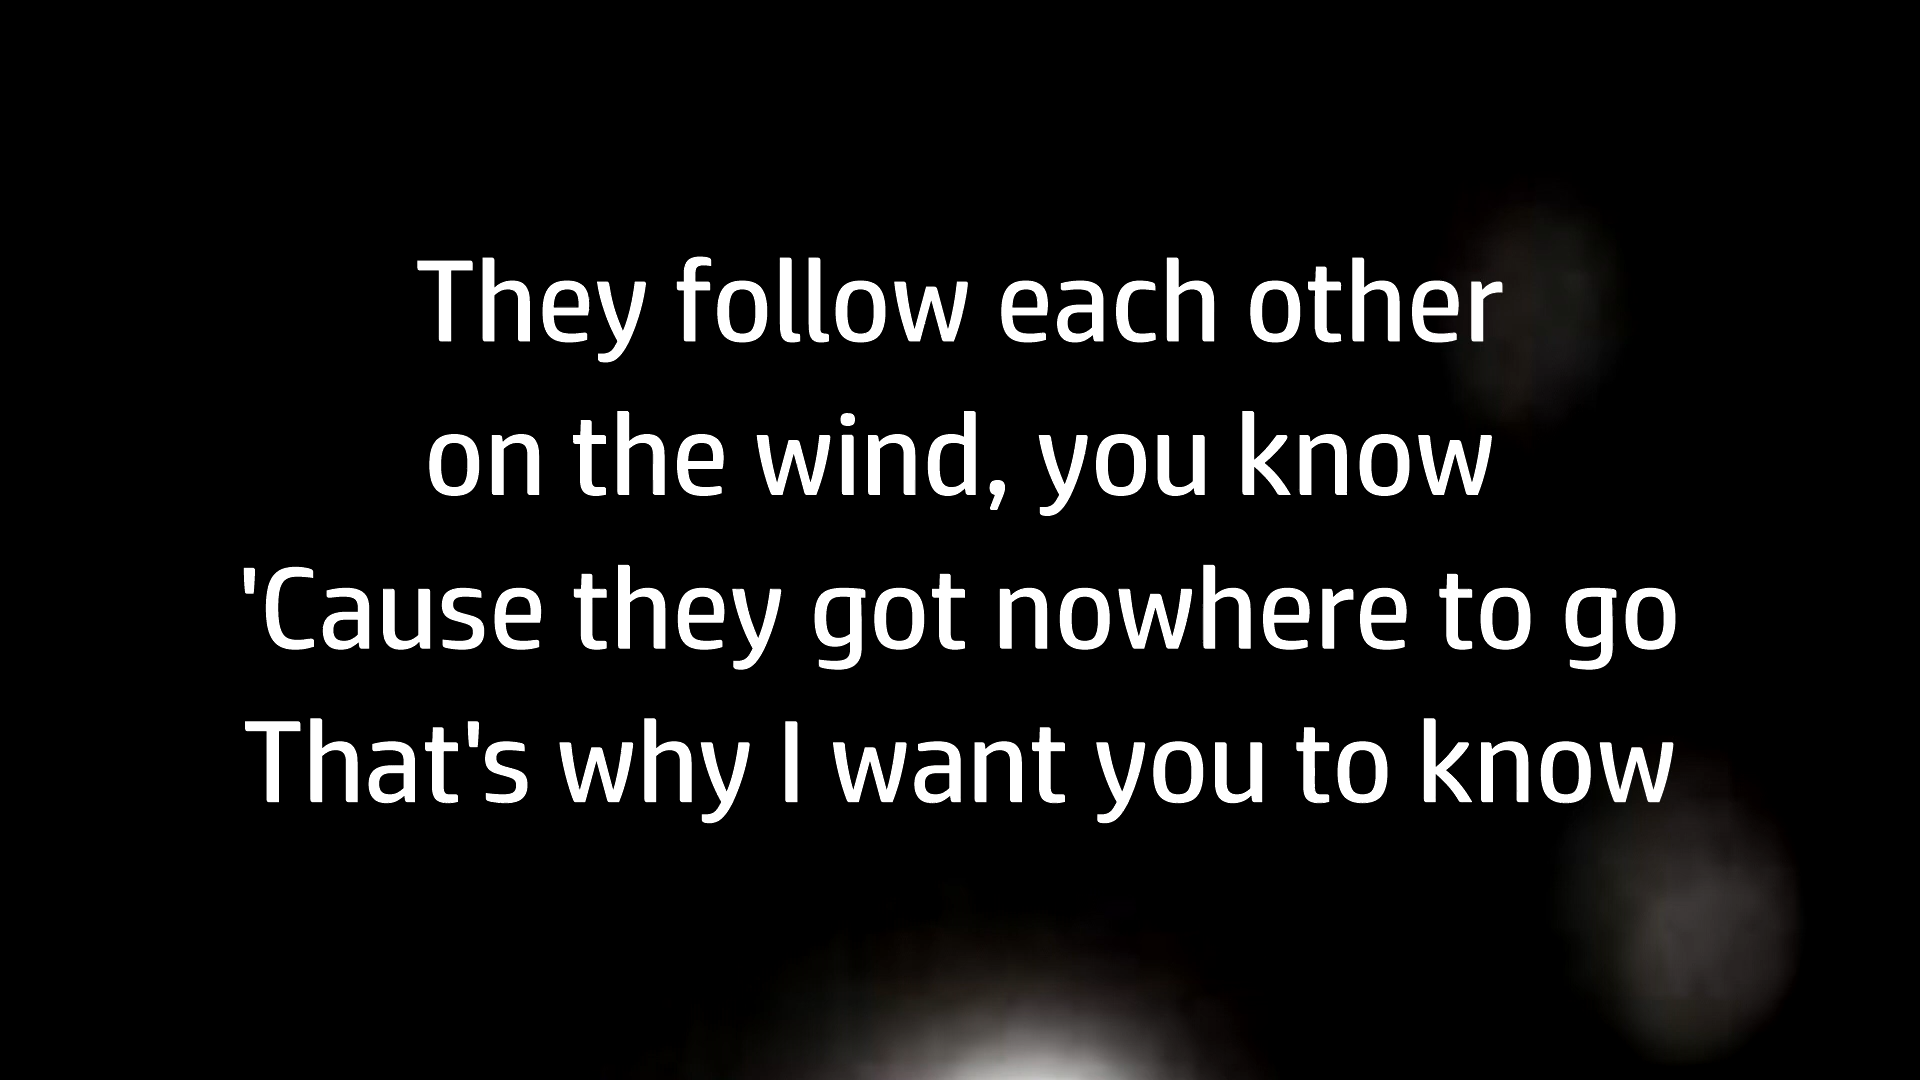 They follow each other
on the wind, you know
'Cause they got nowhere to go
That's why I want you to know